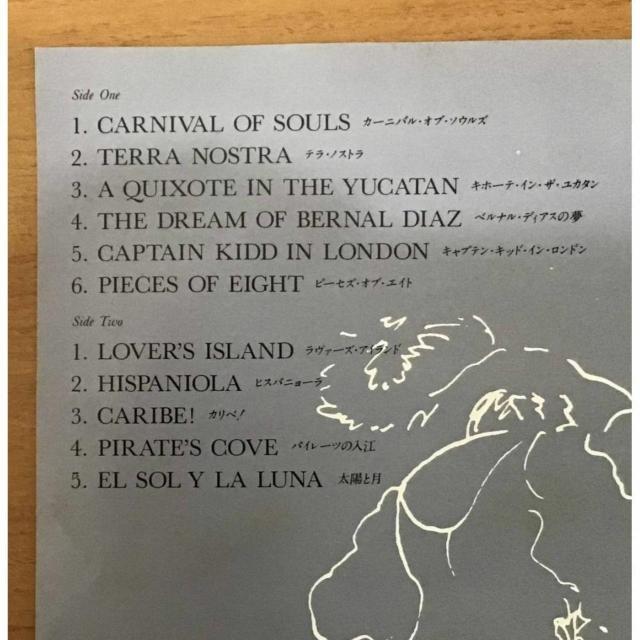 Side One
1. CARNIVAL OF SOULS カーニバル・オブ・ソウルズ
2. TERRA NOSTRA テラ・ノストラ
3. A QUIXOTE IN THE YUCATAN キホーテ・イン・ザ・ユカタン
4. THE DREAM OF BERNAL DIAZ ベルナル・ディアスの夢
5. CAPTAIN KIDD IN LONDON キャプテン・キッド・イン・ロンドン
6. PIECES OF EIGHT ピーセズ・オブ・エイト
Side Two
1. LOVER'S ISLAND ラヴァーズ・アイランド
2. HISPANIOLA ヒスパニョーラ
3. CARIBE! カリベ!
4. PIRATE'S COVE パイレーツの入江
5. EL SOL Y LA LUNA 太陽と月